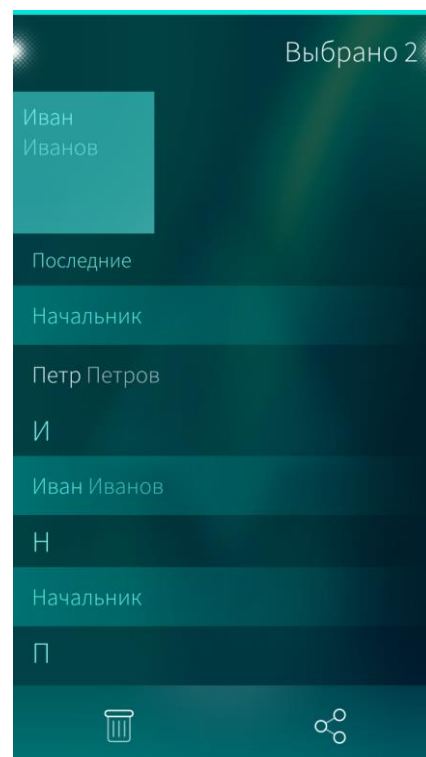 Выбрано 2
Иван
Иванов
Последние
Начальник
Петр Петров
И
Иван Иванов
Н
Начальник
П